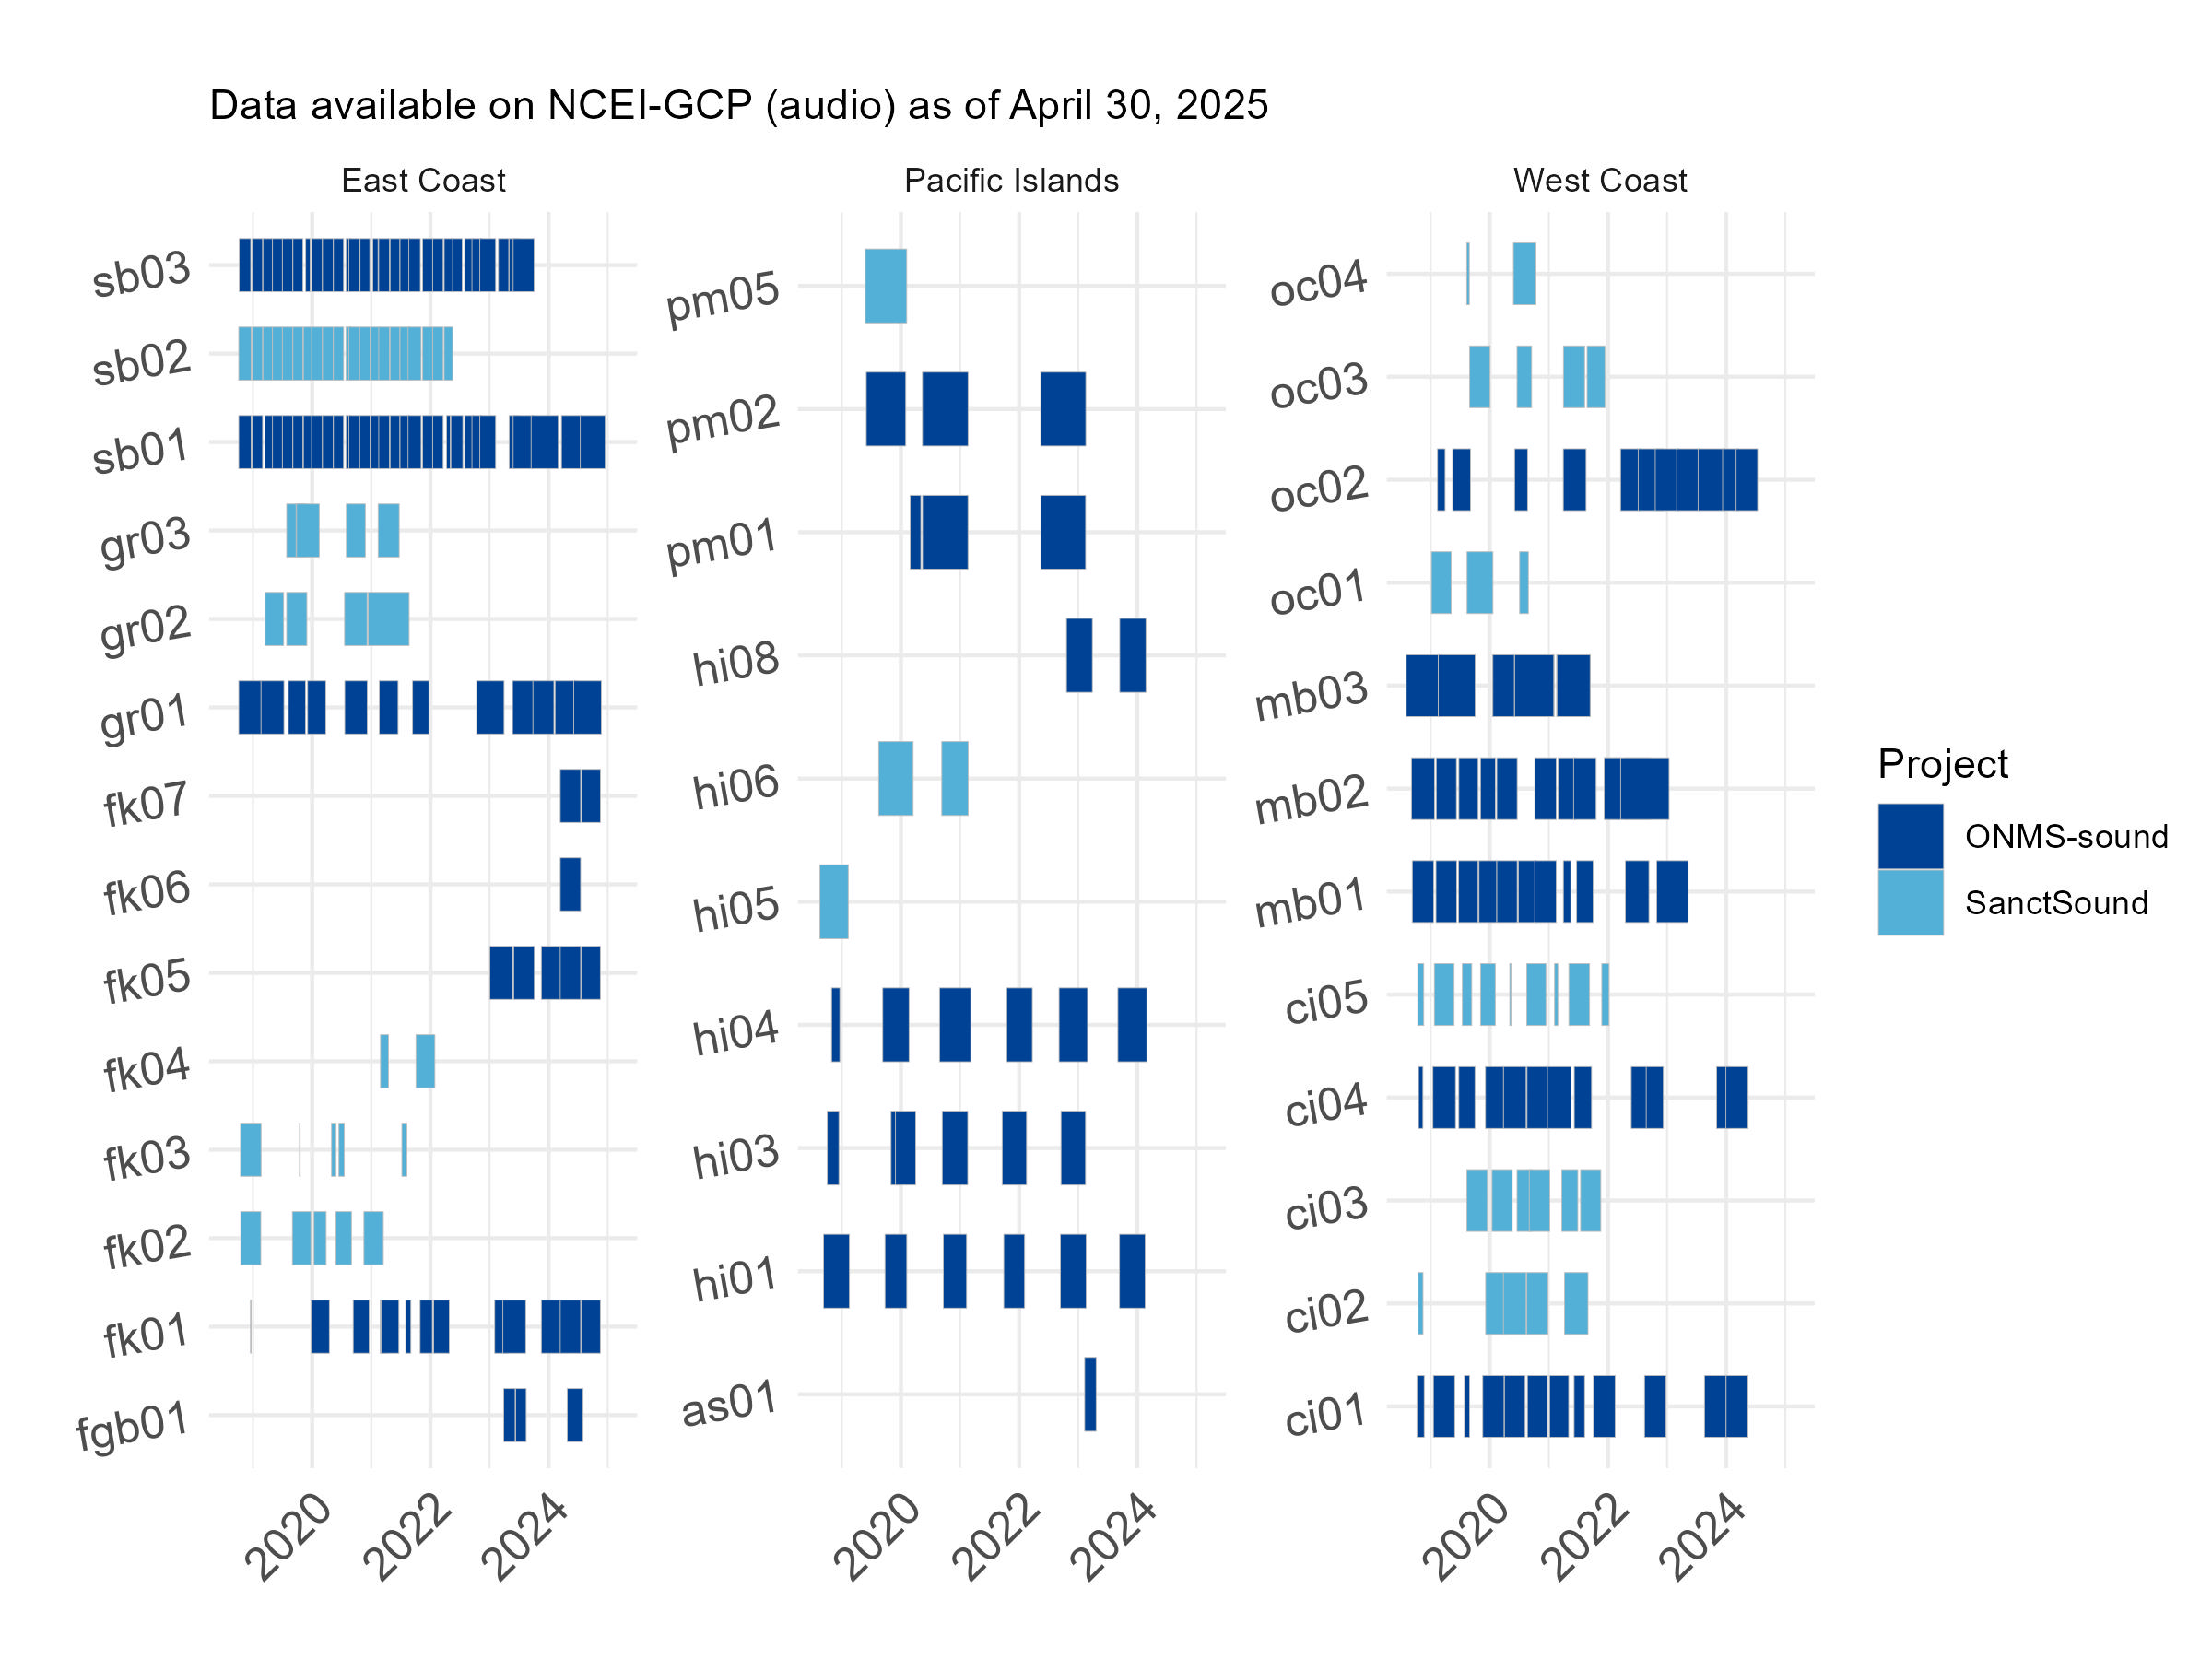 Data available on NCEI-GCP (audio) as of April 30, 2025
East Coast
sb03
sb02
sb01
gr03
gr02
gr01
fk07
fk06
fk05
fk04
fk03
fk02
fk01
fgb01
2020
2022
2024
Pacific Islands
pm05
pm02
pm01
hi08
hi06
hi05
hi04
hi03
hi01
as01
2020
2022
2024
West Coast
oc04
oc03
oc02
oc01
mb03
mb02
mb01
ci05
ci04
ci03
ci02
ci01
2020
2022
2024
Project
ONMS-sound
SanctSound